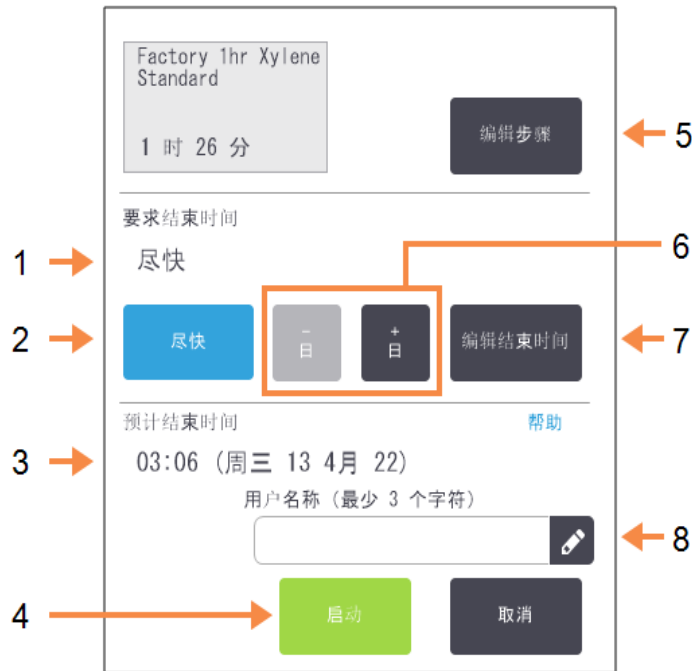 Factory 1hr Xylene
Standard
1 时 26 分
编辑步骤
5
要求结束时间
6
1
尽快
2
尽快
−
日
+
日
编辑结束时间
7
预计结束时间
帮助
3
03:06 (周三 13 4月 22)
用户名称 (最少 3 个字符)
8
4
启动
取消